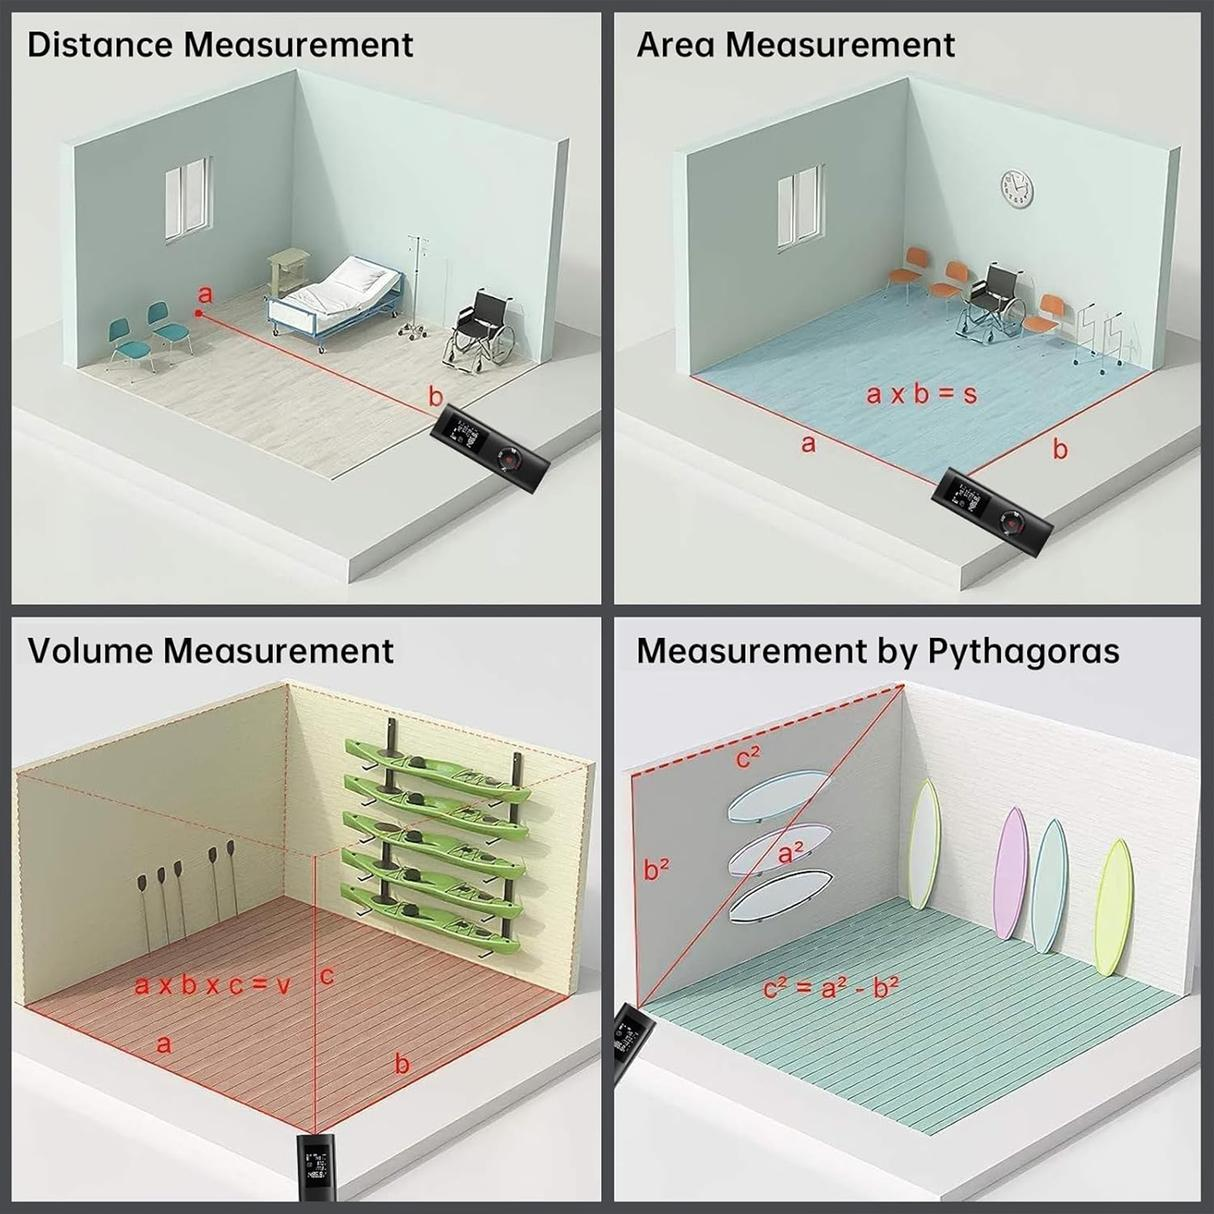 Distance Measurement
a
b
Area Measurement
a x b = s
a
b
Volume Measurement
a x b x c = v
c
a
b
Measurement by Pythagoras
c²
b²
a²
c² = a² - b²